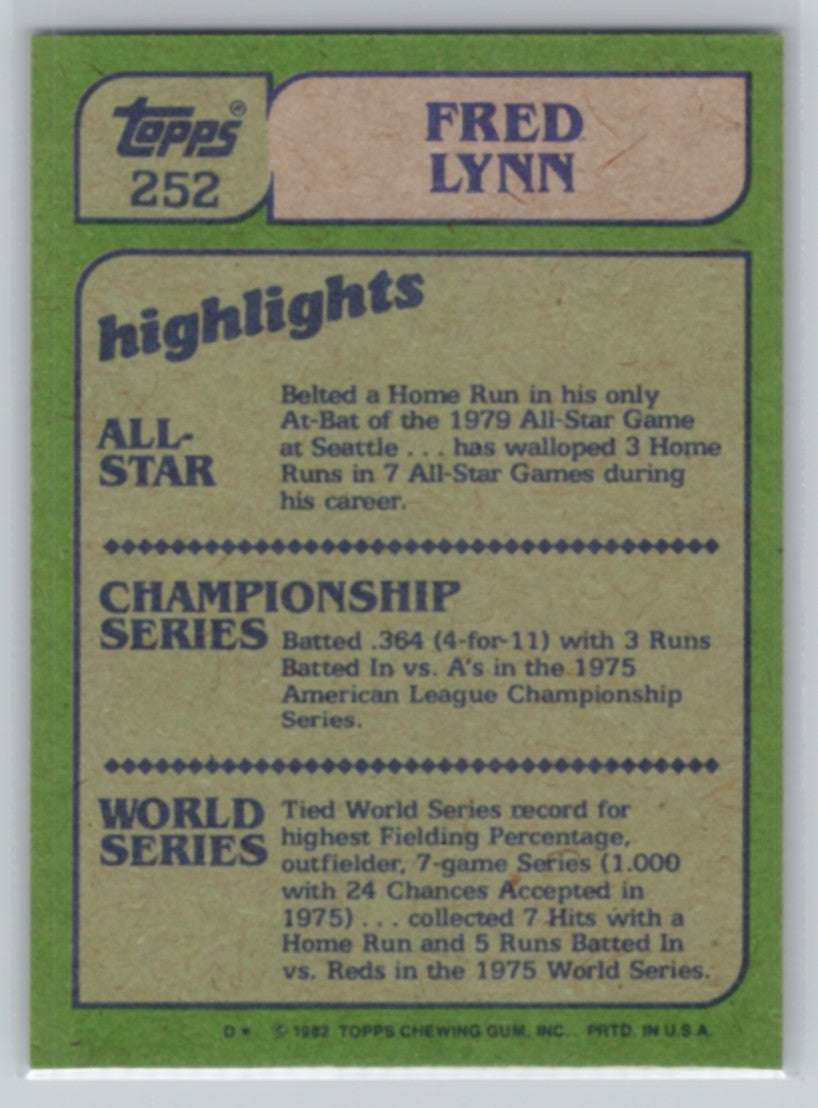 Topps®
252
FRED
LYNN
highlights
ALL-
STAR
Belted a Home Run in his only
At-Bat of the 1979 All-Star Game
at Seattle . . . has walloped 3 Home
Runs in 7 All-Star Games during
his career.
CHAMPIONSHIP
SERIES
Batted .364 (4-for-11) with 3 Runs
Batted In vs. A's in the 1975
American League Championship
Series.
WORLD
SERIES
Tied World Series record for
highest Fielding Percentage,
outfielder, 7-game Series (1.000
with 24 Chances Accepted in
1975) . . . collected 7 Hits with a
Home Run and 5 Runs Batted In
vs. Reds in the 1975 World Series.
D * © 1982 TOPPS CHEWING GUM, INC. PRTD. IN U.S.A.